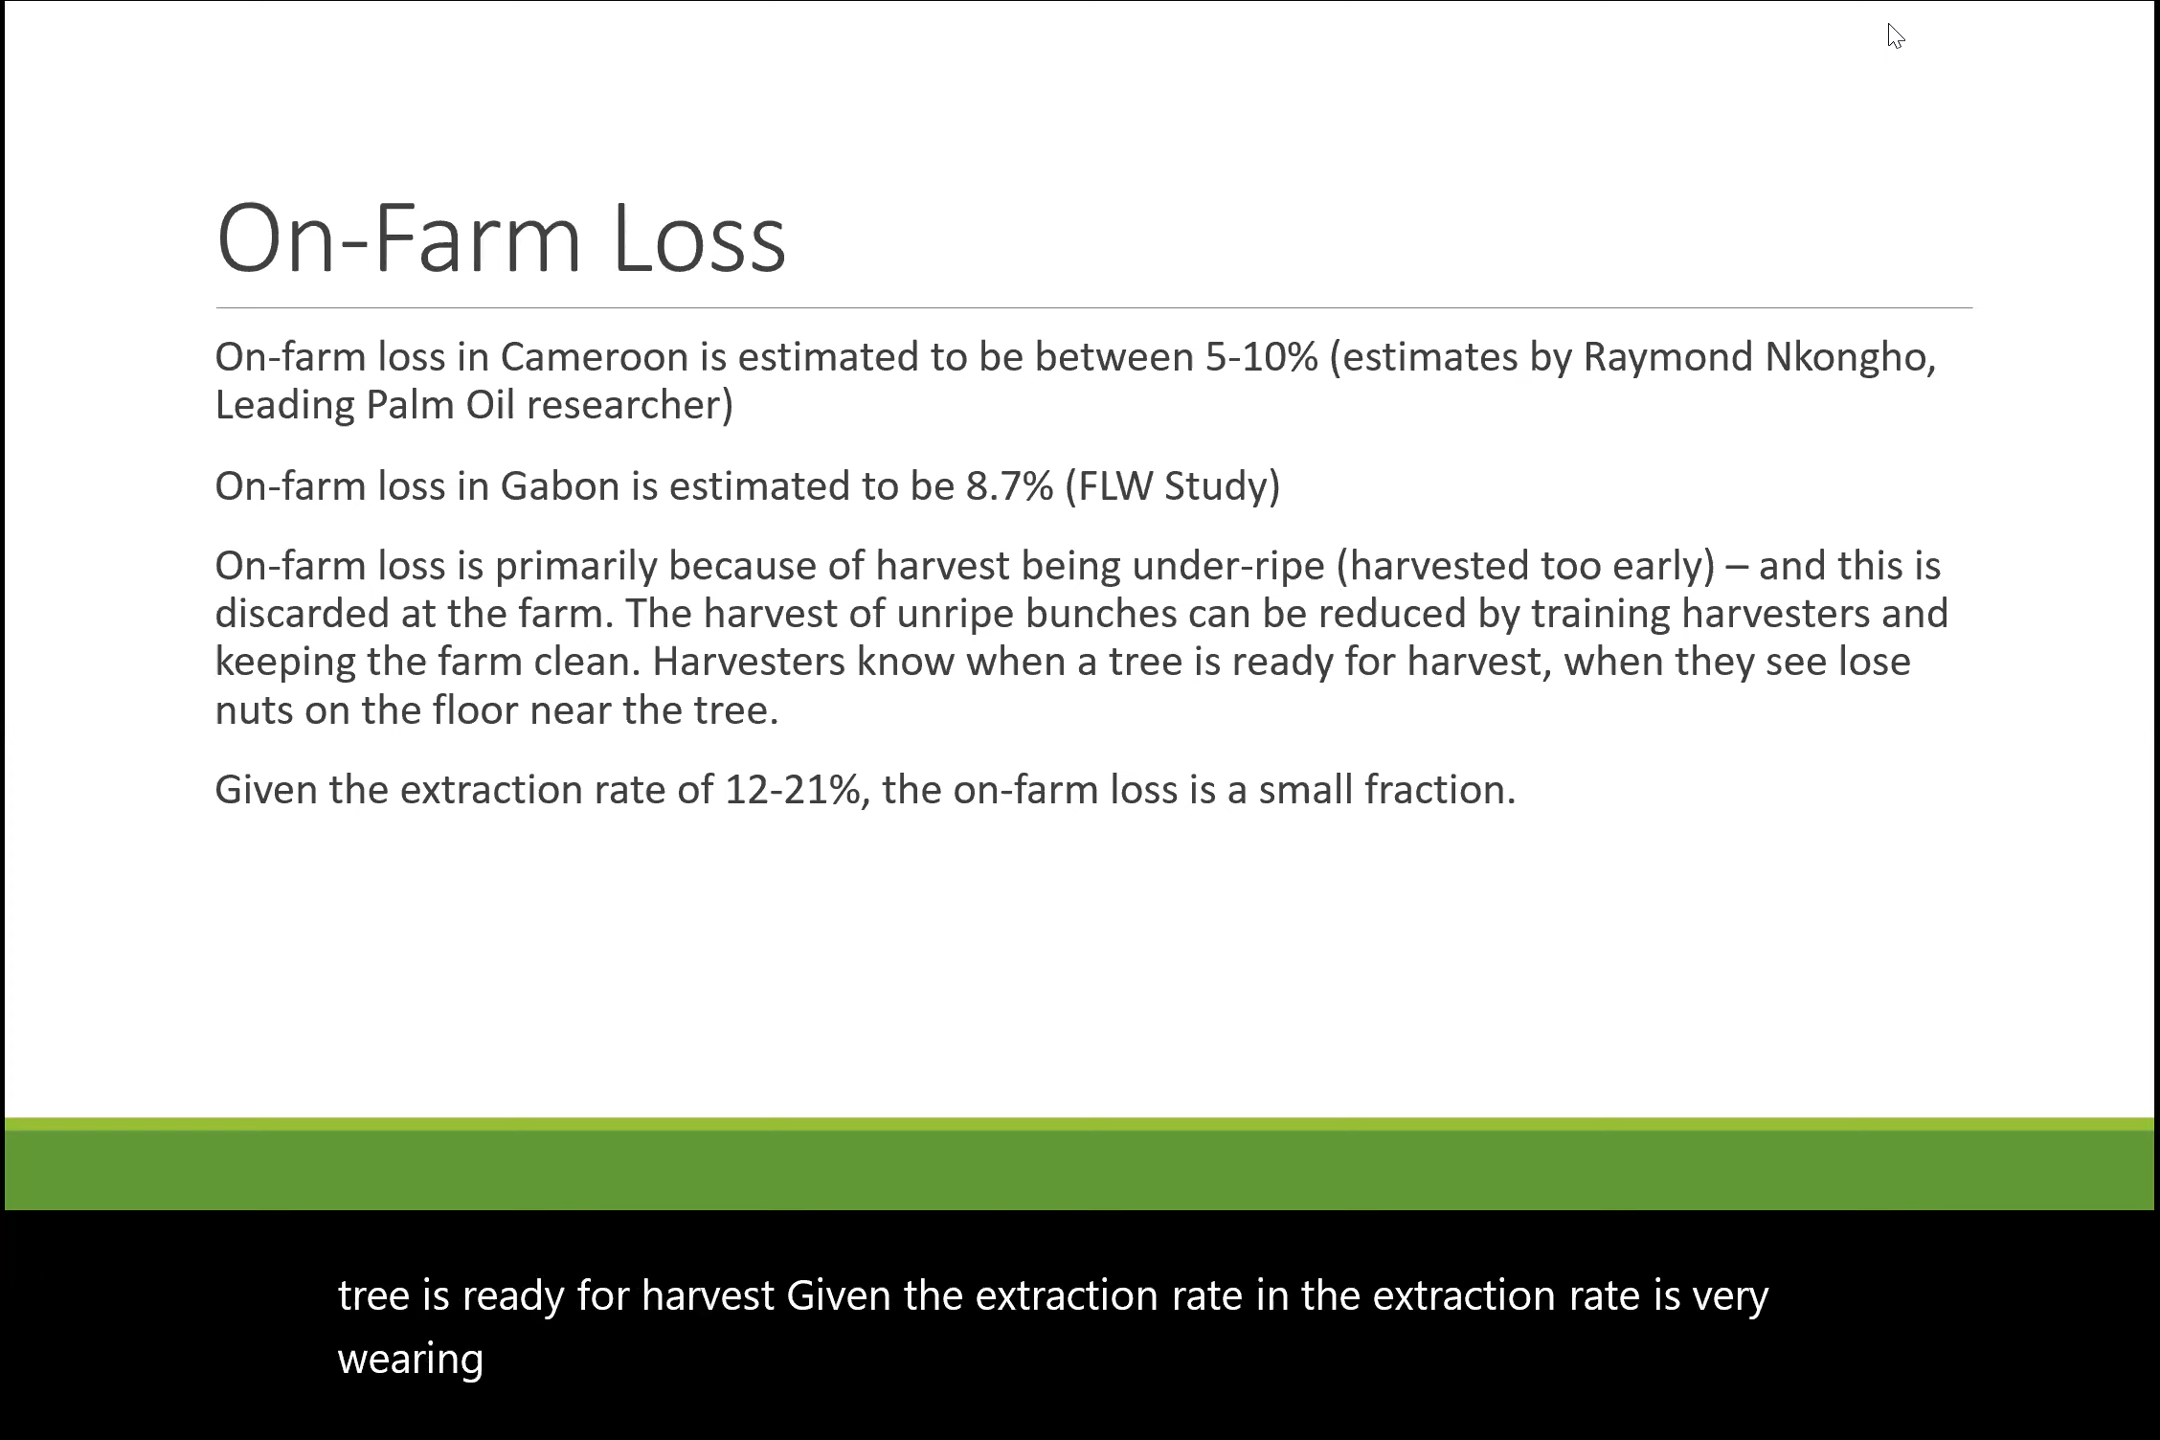 On-Farm Loss
On-farm loss in Cameroon is estimated to be between 5-10% (estimates by Raymond Nkongho,
Leading Palm Oil researcher)
On-farm loss in Gabon is estimated to be 8.7% (FLW Study)
On-farm loss is primarily because of harvest being under-ripe (harvested too early) – and this is
discarded at the farm. The harvest of unripe bunches can be reduced by training harvesters and
keeping the farm clean. Harvesters know when a tree is ready for harvest, when they see lose
nuts on the floor near the tree.
Given the extraction rate of 12-21%, the on-farm loss is a small fraction.
tree is ready for harvest Given the extraction rate in the extraction rate is very
wearing